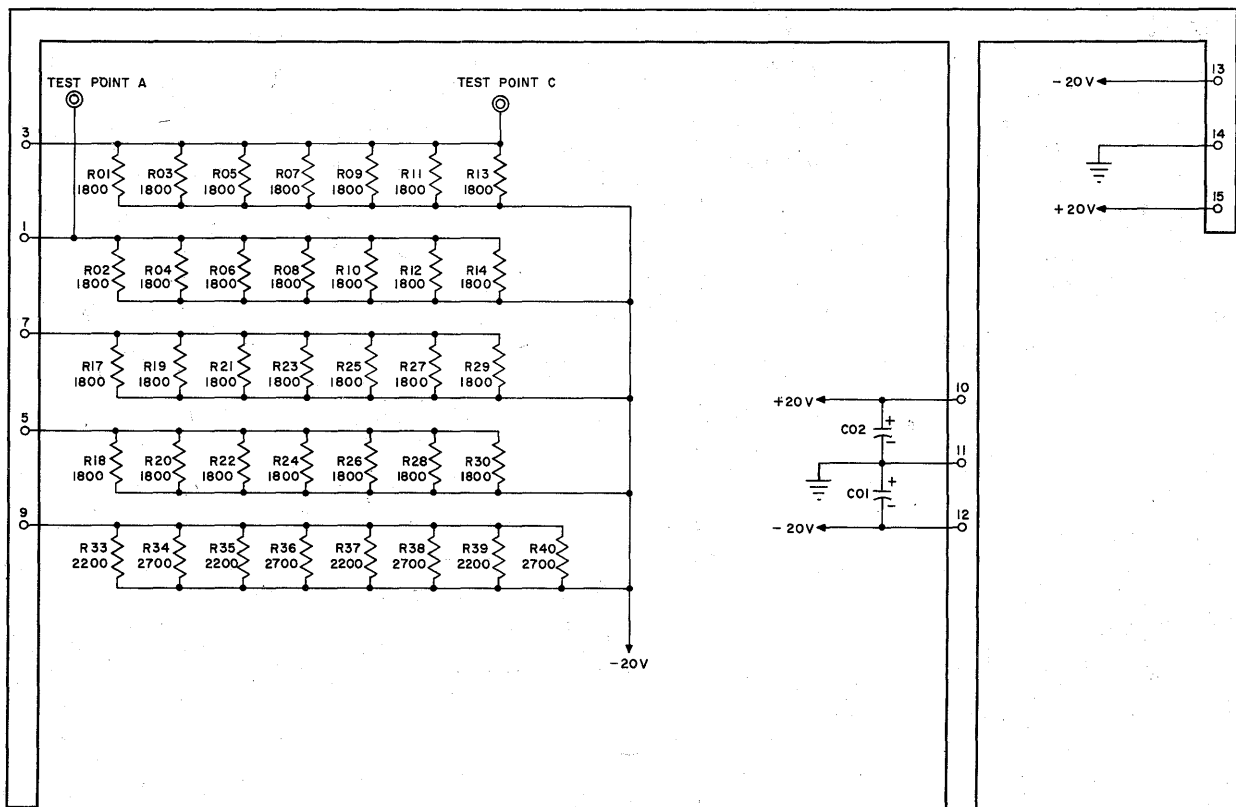 TEST POINT A
TEST POINT C
3
R01 R03 R05 R07 R09 R11 R13
1800 1800 1800 1800 1800 1800 1800
1
R02 R04 R06 R08 R10 R12 R14
1800 1800 1800 1800 1800 1800 1800
7
R17 R19 R21 R23 R25 R27 R29
1800 1800 1800 1800 1800 1800 1800
5
R18 R20 R22 R24 R26 R28 R30
1800 1800 1800 1800 1800 1800 1800
9
R33 R34 R35 R36 R37 R38 R39 R40
2200 2700 2200 2700 2200 2700 2200 2700
-20V
+20V
10
+
C02
-
11
+
C01
-
-20V
12
-20V
13
14
+20V
15